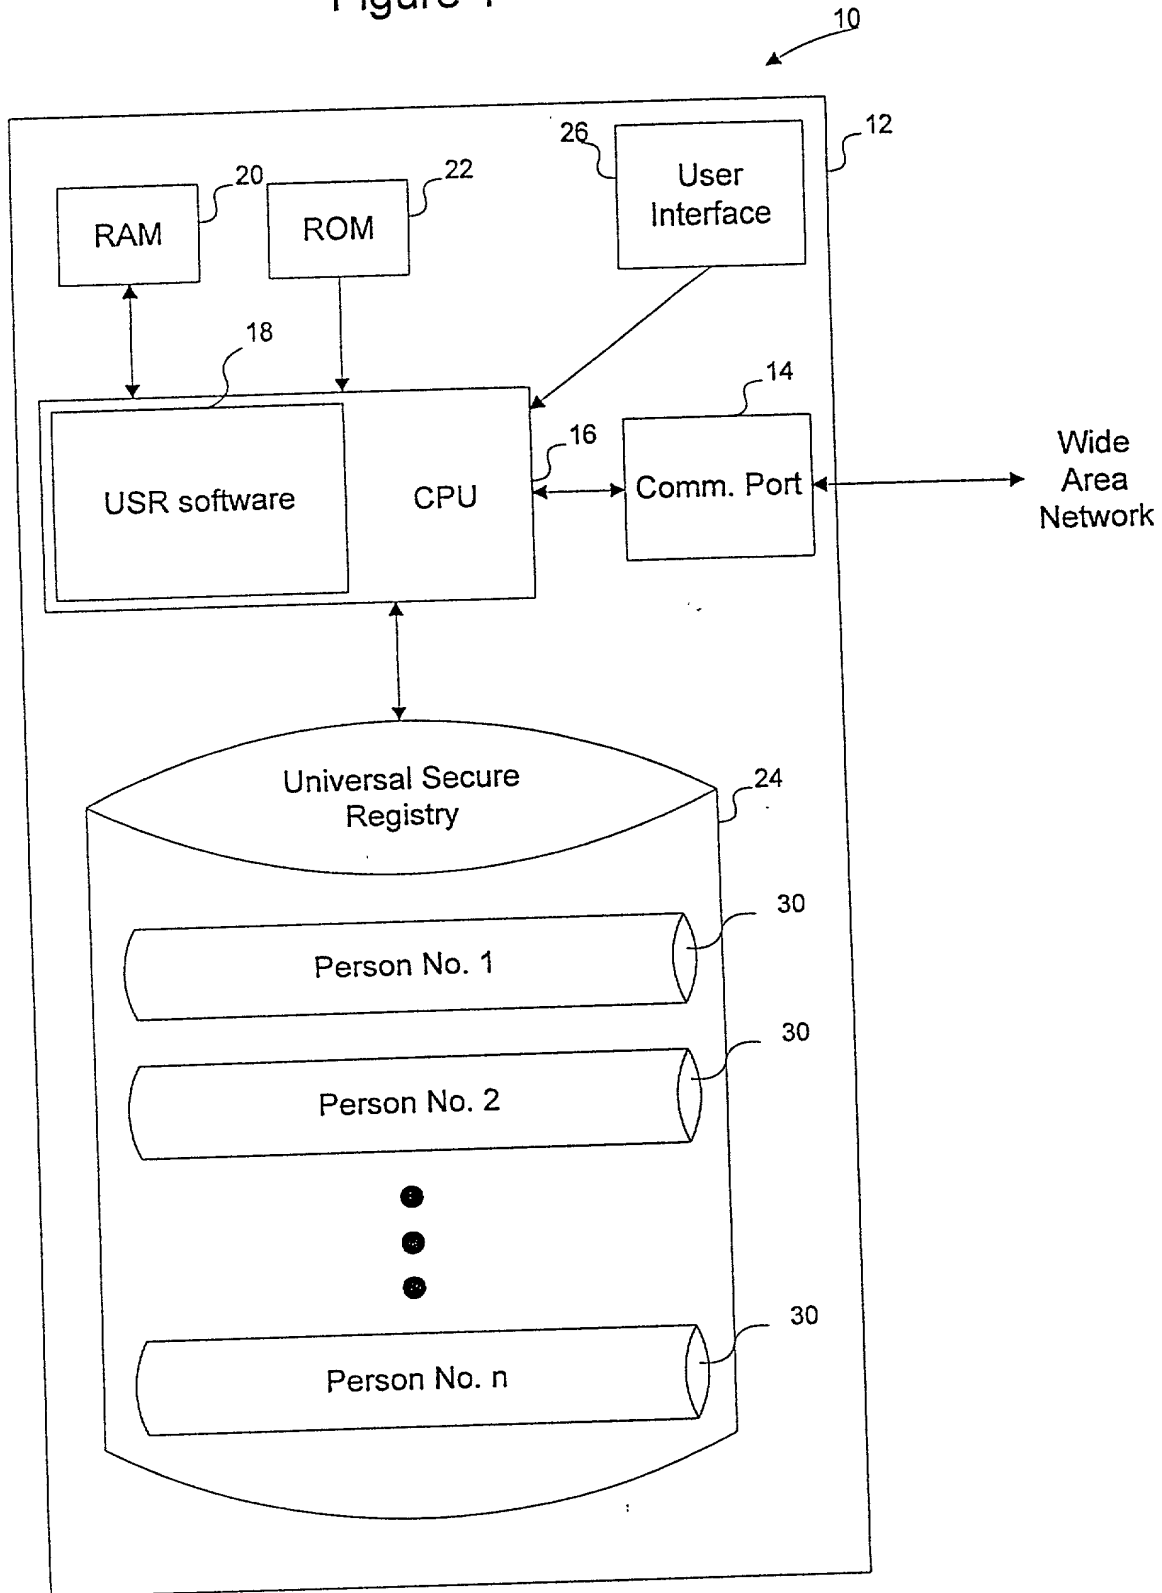 Figure 1
10
12
26
User
Interface
20
RAM
22
ROM
18
14
16
USR software
CPU
Comm. Port
Wide
Area
Network
Universal Secure
Registry
24
30
Person No. 1
30
Person No. 2
30
Person No. n